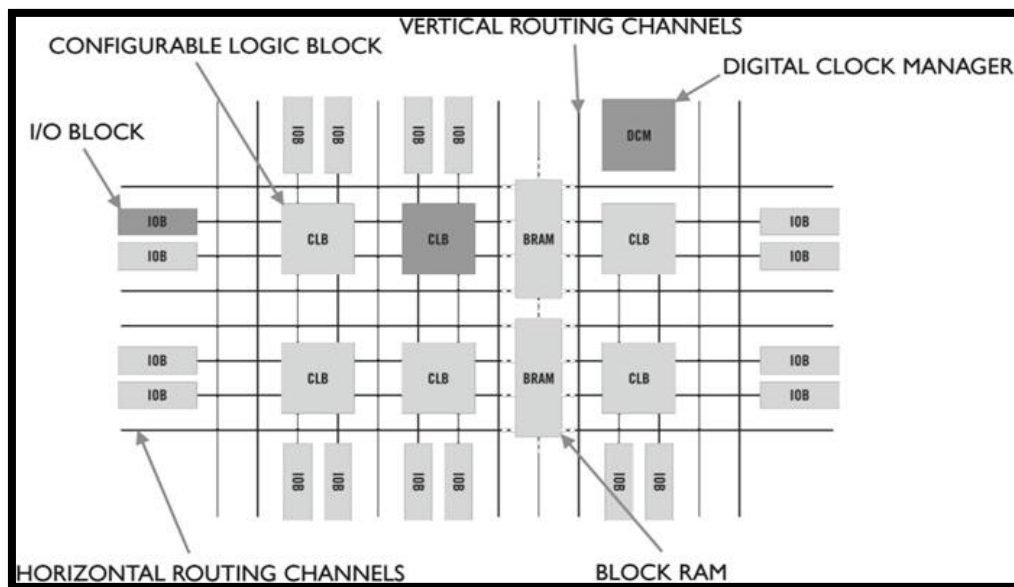 VERTICAL ROUTING CHANNELS
CONFIGURABLE LOGIC BLOCK
DIGITAL CLOCK MANAGER
I/O BLOCK
IOB IOB IOB IOB DCM
IOB CLB CLB BRAM CLB IOB
IOB IOB
IOB CLB CLB BRAM CLB IOB
IOB IOB
IOB IOB IOB IOB IOB IOB
HORIZONTAL ROUTING CHANNELS BLOCK RAM